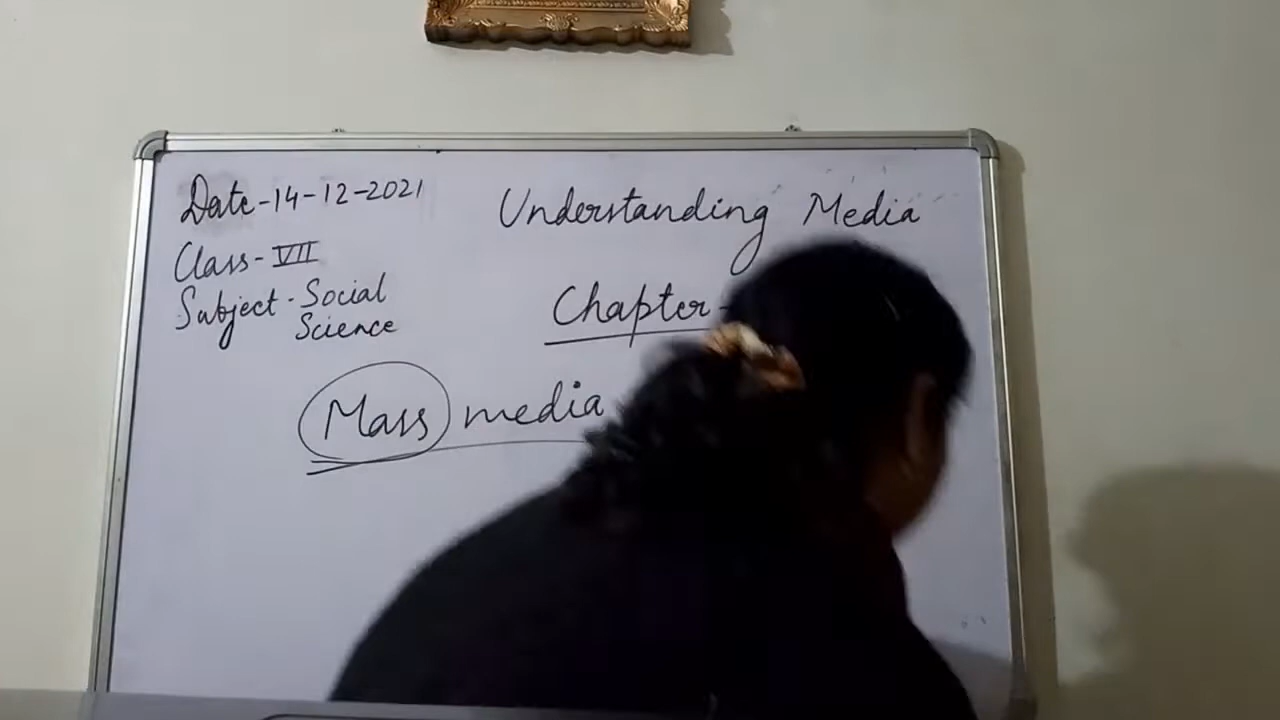 Date-14-12-2021
Class-VII
Subject-Social
Science
Understanding Media
Chapter-
Mass media